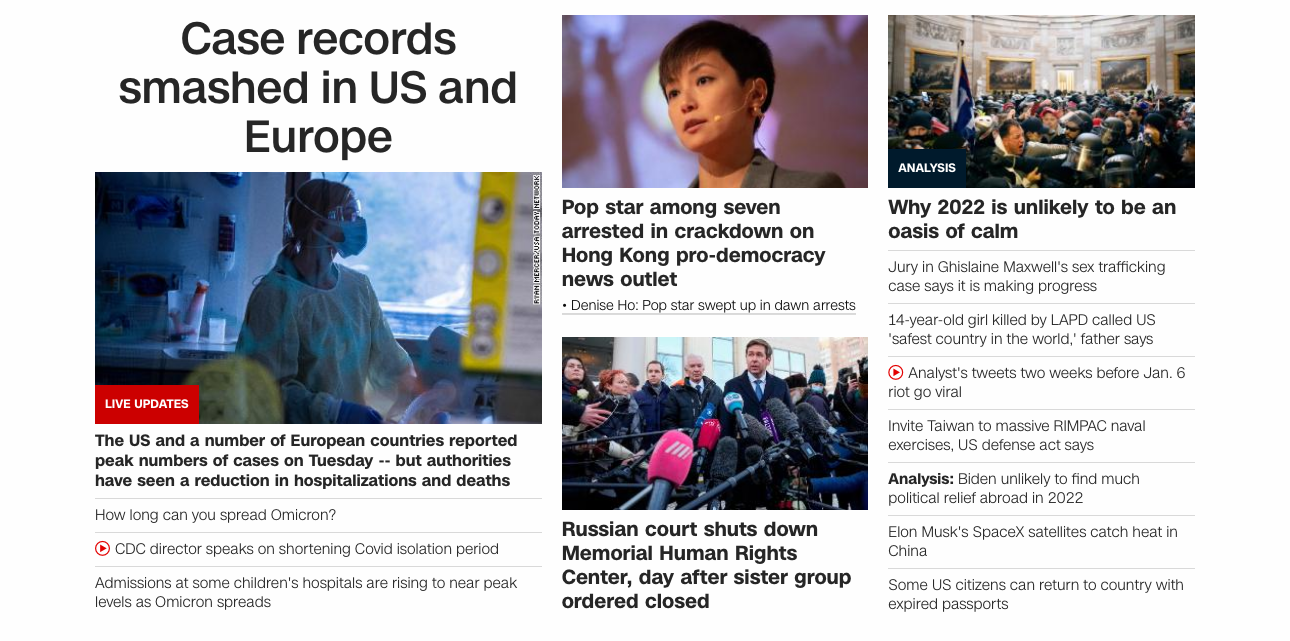 Case records
smashed in US and
Europe
RYAN MERCER/USA TODAY NETWORK
LIVE UPDATES
The US and a number of European countries reported
peak numbers of cases on Tuesday -- but authorities
have seen a reduction in hospitalizations and deaths
How long can you spread Omicron?
CDC director speaks on shortening Covid isolation period
Admissions at some children's hospitals are rising to near peak
levels as Omicron spreads
Pop star among seven
arrested in crackdown on
Hong Kong pro-democracy
news outlet
• Denise Ho: Pop star swept up in dawn arrests
Russian court shuts down
Memorial Human Rights
Center, day after sister group
ordered closed
ANALYSIS
Why 2022 is unlikely to be an
oasis of calm
Jury in Ghislaine Maxwell's sex trafficking
case says it is making progress
14-year-old girl killed by LAPD called US
'safest country in the world,' father says
Analyst's tweets two weeks before Jan. 6
riot go viral
Invite Taiwan to massive RIMPAC naval
exercises, US defense act says
Analysis: Biden unlikely to find much
political relief abroad in 2022
Elon Musk's SpaceX satellites catch heat in
China
Some US citizens can return to country with
expired passports